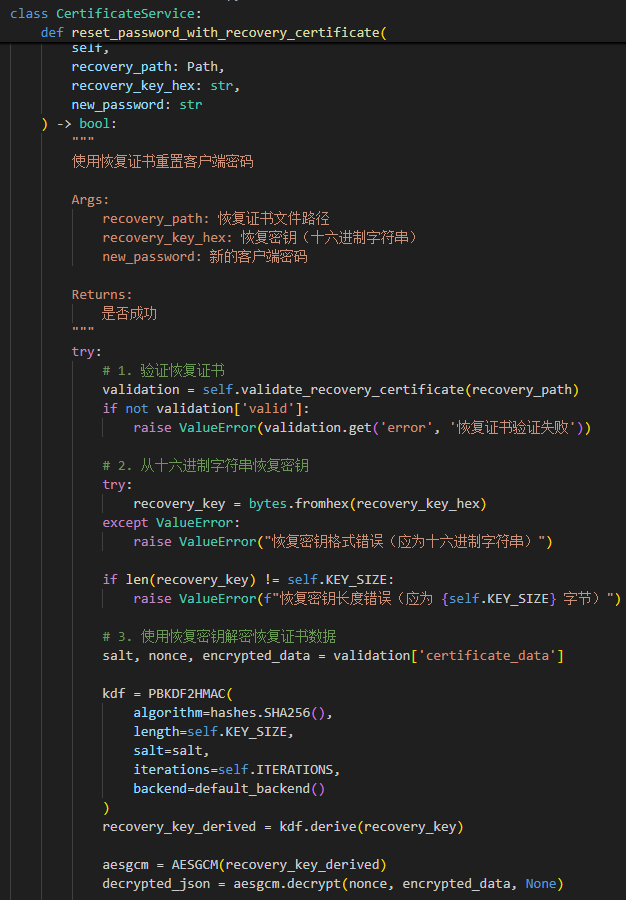 class CertificateService:
    def reset_password_with_recovery_certificate(
        self,
        recovery_path: Path,
        recovery_key_hex: str,
        new_password: str
    ) -> bool:
        """
        使用恢复证书重置客户端密码

        Args:
            recovery_path: 恢复证书文件路径
            recovery_key_hex: 恢复密钥（十六进制字符串）
            new_password: 新的客户端密码

        Returns:
            是否成功
        """
        try:
            # 1. 验证恢复证书
            validation = self.validate_recovery_certificate(recovery_path)
            if not validation['valid']:
                raise ValueError(validation.get('error', '恢复证书验证失败'))

            # 2. 从十六进制字符串恢复密钥
            try:
                recovery_key = bytes.fromhex(recovery_key_hex)
            except ValueError:
                raise ValueError("恢复密钥格式错误（应为十六进制字符串）")

            if len(recovery_key) != self.KEY_SIZE:
                raise ValueError(f"恢复密钥长度错误（应为 {self.KEY_SIZE} 字节）")

            # 3. 使用恢复密钥解密恢复证书数据
            salt, nonce, encrypted_data = validation['certificate_data']

            kdf = PBKDF2HMAC(
                algorithm=hashes.SHA256(),
                length=self.KEY_SIZE,
                salt=salt,
                iterations=self.ITERATIONS,
                backend=default_backend()
            )
            recovery_key_derived = kdf.derive(recovery_key)

            aesgcm = AESGCM(recovery_key_derived)
            decrypted_json = aesgcm.decrypt(nonce, encrypted_data, None)